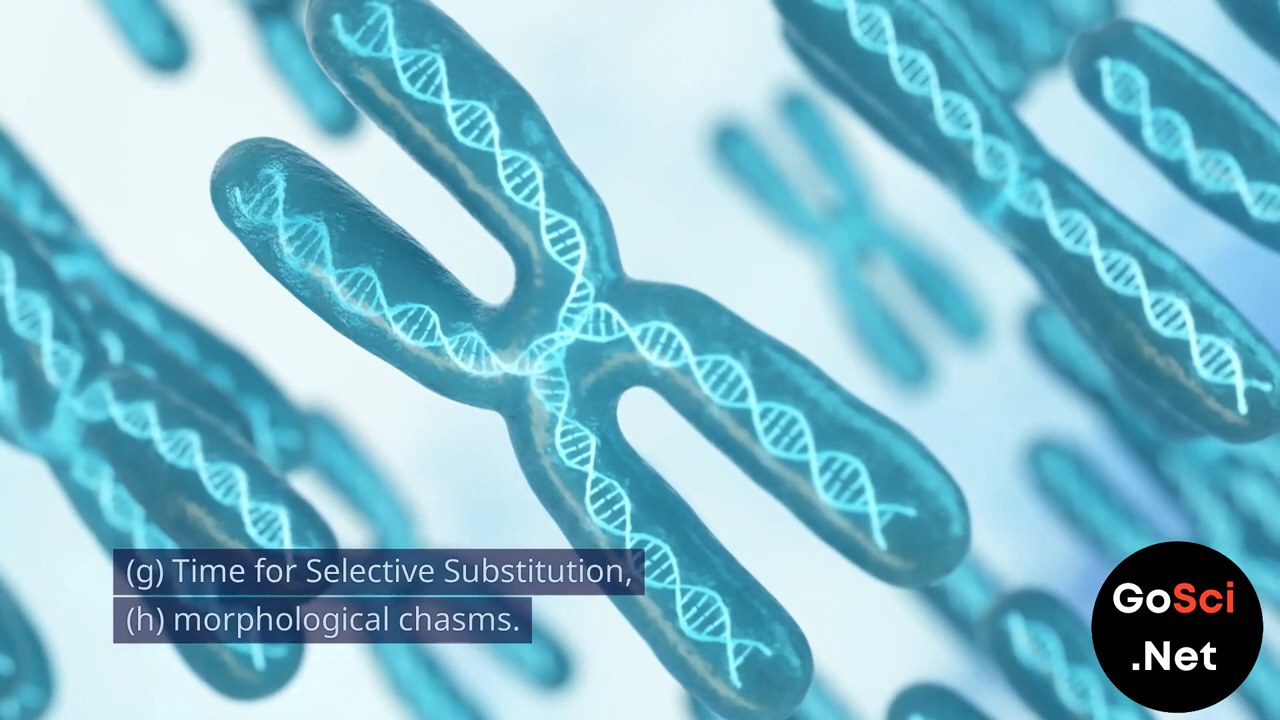 (g) Time for Selective Substitution,
(h) morphological chasms.
GoSci
.Net